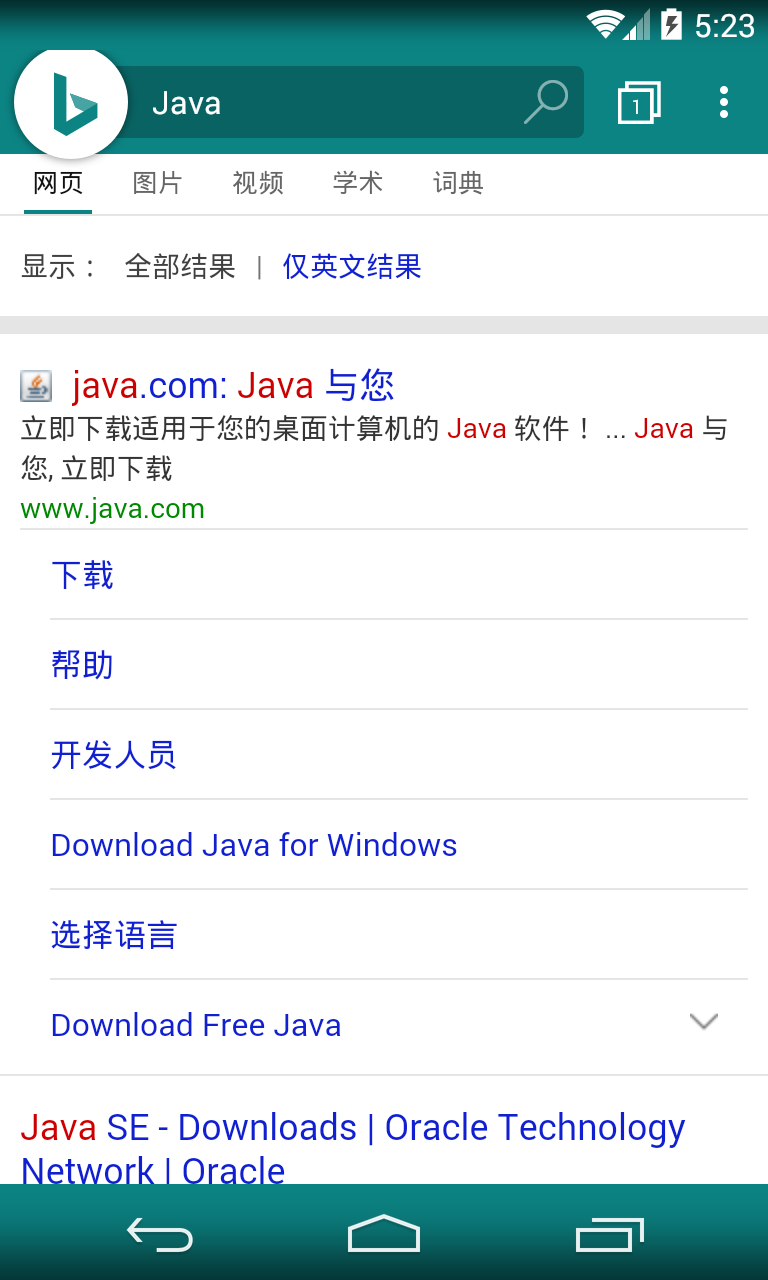 5:23
Java
1
网页 图片 视频 学术 词典
显示： 全部结果 | 仅英文结果
java.com: Java 与您
立即下载适用于您的桌面计算机的 Java 软件！ ... Java 与
您, 立即下载
www.java.com
下载
帮助
开发人员
Download Java for Windows
选择语言
Download Free Java
Java SE - Downloads | Oracle Technology
Network | Oracle